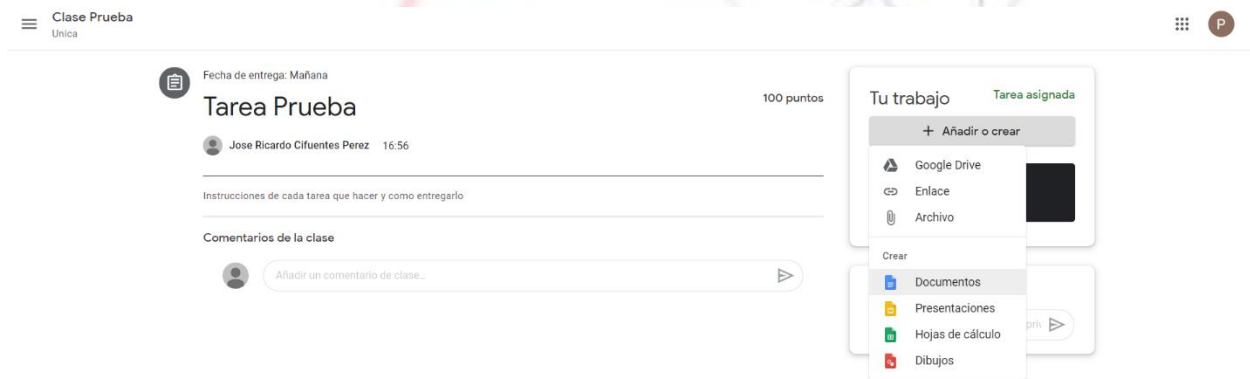 Clase Prueba
Unica
P
Fecha de entrega: Mañana
Tarea Prueba
100 puntos
Jose Ricardo Cifuentes Perez 16:56
Instrucciones de cada tarea que hacer y como entregarlo
Comentarios de la clase
Añadir un comentario de clase...
Tu trabajo
Tarea asignada
+ Añadir o crear
Google Drive
Enlace
Archivo
Crear
Documentos
Presentaciones
Hojas de cálculo
Dibujos